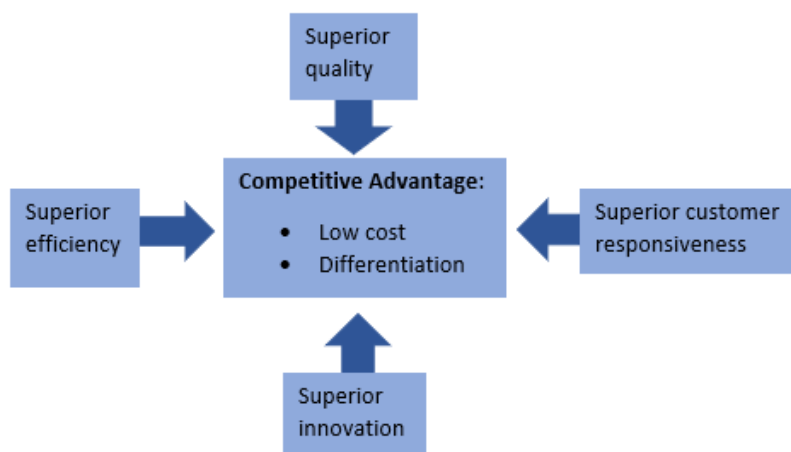 Superior
quality
Competitive Advantage:
• Low cost
• Differentiation
Superior
efficiency
Superior customer
responsiveness
Superior
innovation